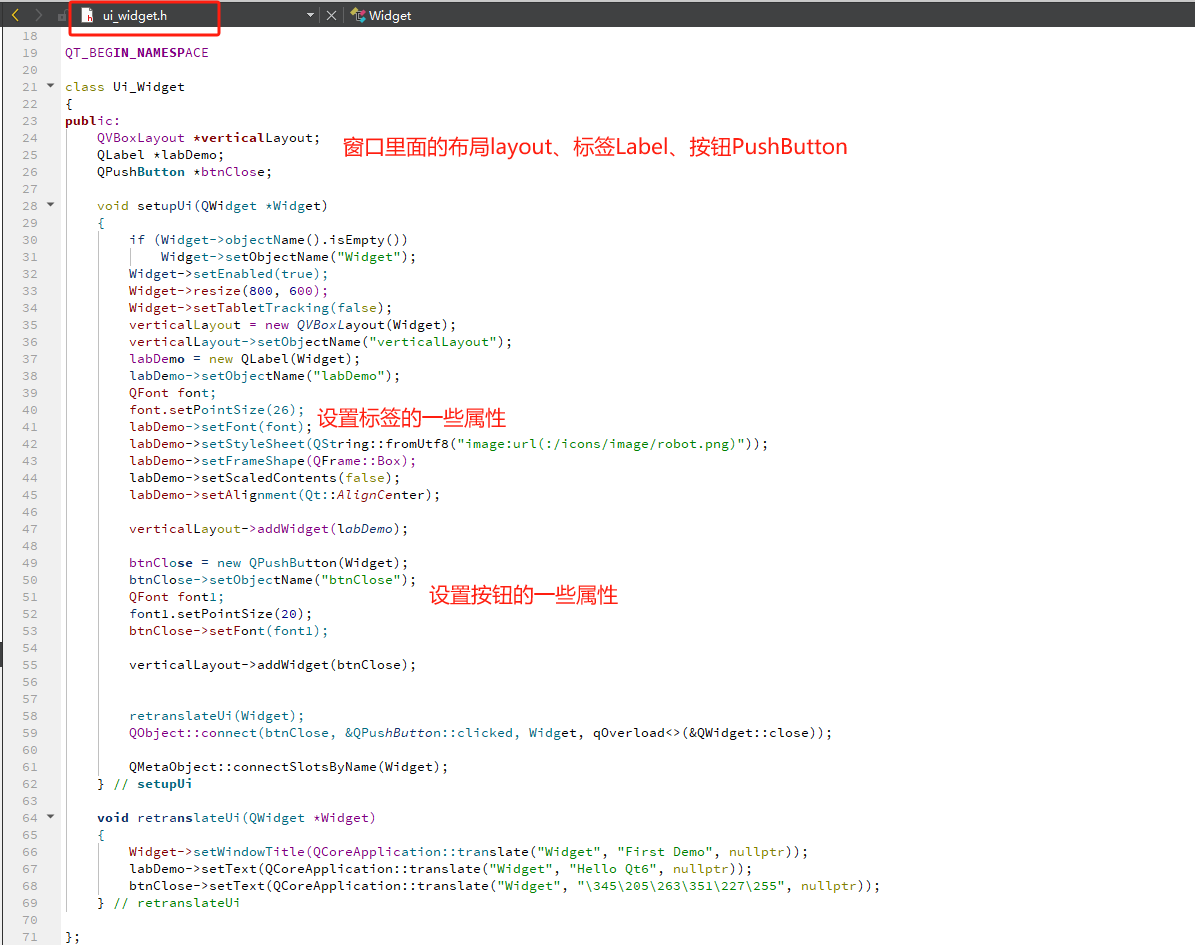 ui_widget.h Widget
18
19 QT_BEGIN_NAMESPACE
20
21 class Ui_Widget
22 {
23 public:
24 QVBoxLayout *verticalLayout;
25 QLabel *labDemo;
窗口里面的布局layout、标签Label、按钮PushButton
26 QPushButton *btnClose;
27
28 void setupUi(QWidget *Widget)
29 {
30 if (Widget->objectName().isEmpty())
31 Widget->setObjectName("Widget");
32 Widget->setEnabled(true);
33 Widget->resize(800, 600);
34 Widget->setTabletTracking(false);
35 verticalLayout = new QVBoxLayout(Widget);
36 verticalLayout->setObjectName("verticalLayout");
37 labDemo = new QLabel(Widget);
38 labDemo->setObjectName("labDemo");
39 QFont font;
40 font.setPointSize(26);
设置标签的一些属性
41 labDemo->setFont(font);
42 labDemo->setStyleSheet(QString::fromUtf8("image:url(:/icons/image/robot.png)"));
43 labDemo->setFrameShape(QFrame::Box);
44 labDemo->setScaledContents(false);
45 labDemo->setAlignment(Qt::AlignCenter);
46
47 verticalLayout->addWidget(labDemo);
48
49 btnClose = new QPushButton(Widget);
50 btnClose->setObjectName("btnClose");
51 QFont font1;
设置按钮的一些属性
52 font1.setPointSize(20);
53 btnClose->setFont(font1);
54
55 verticalLayout->addWidget(btnClose);
56
57
58 retranslateUi(Widget);
59 QObject::connect(btnClose, &QPushButton::clicked, Widget, qOverload<>(&QWidget::close));
60
61 QMetaObject::connectSlotsByName(Widget);
62 } // setupUi
63
64 void retranslateUi(QWidget *Widget)
65 {
66 Widget->setWindowTitle(QCoreApplication::translate("Widget", "First Demo", nullptr));
67 labDemo->setText(QCoreApplication::translate("Widget", "Hello Qt6", nullptr));
68 btnClose->setText(QCoreApplication::translate("Widget", "\345\205\263\351\227\255", nullptr));
69 } // retranslateUi
70
71 };